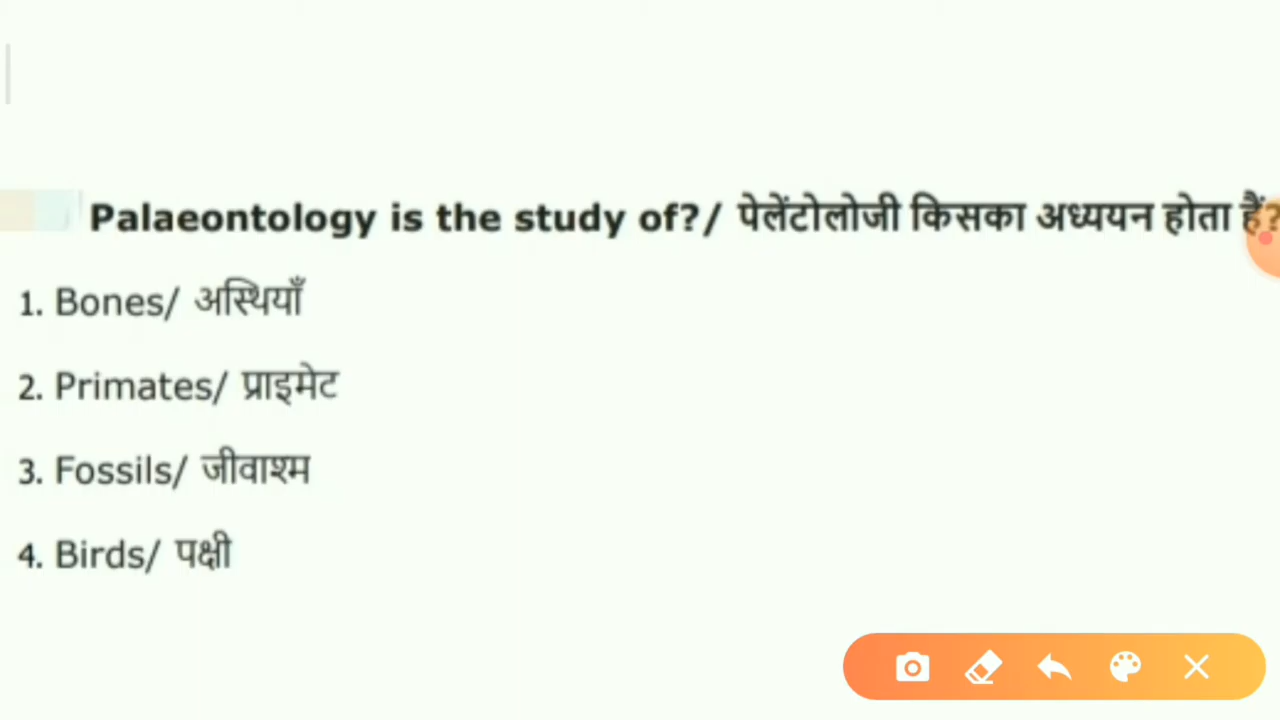 Palaeontology is the study of?/ पेलेंटोलोजी किसका अध्ययन होता हैं?
1. Bones/ अस्थियाँ
2. Primates/ प्राइमेट
3. Fossils/ जीवाश्म
4. Birds/ पक्षी